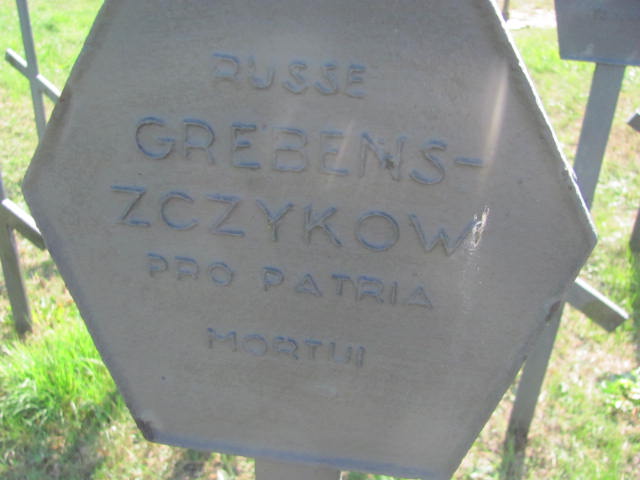 RUSSE
GREBENS-
ZCZYKOW
PRO PATRIA
MORTUI